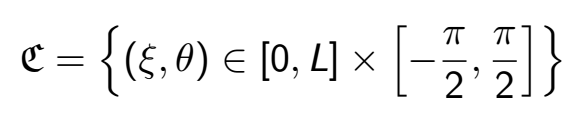 ℭ = {(ξ, θ) ∈ [0, L] × [−π/2, π/2]}